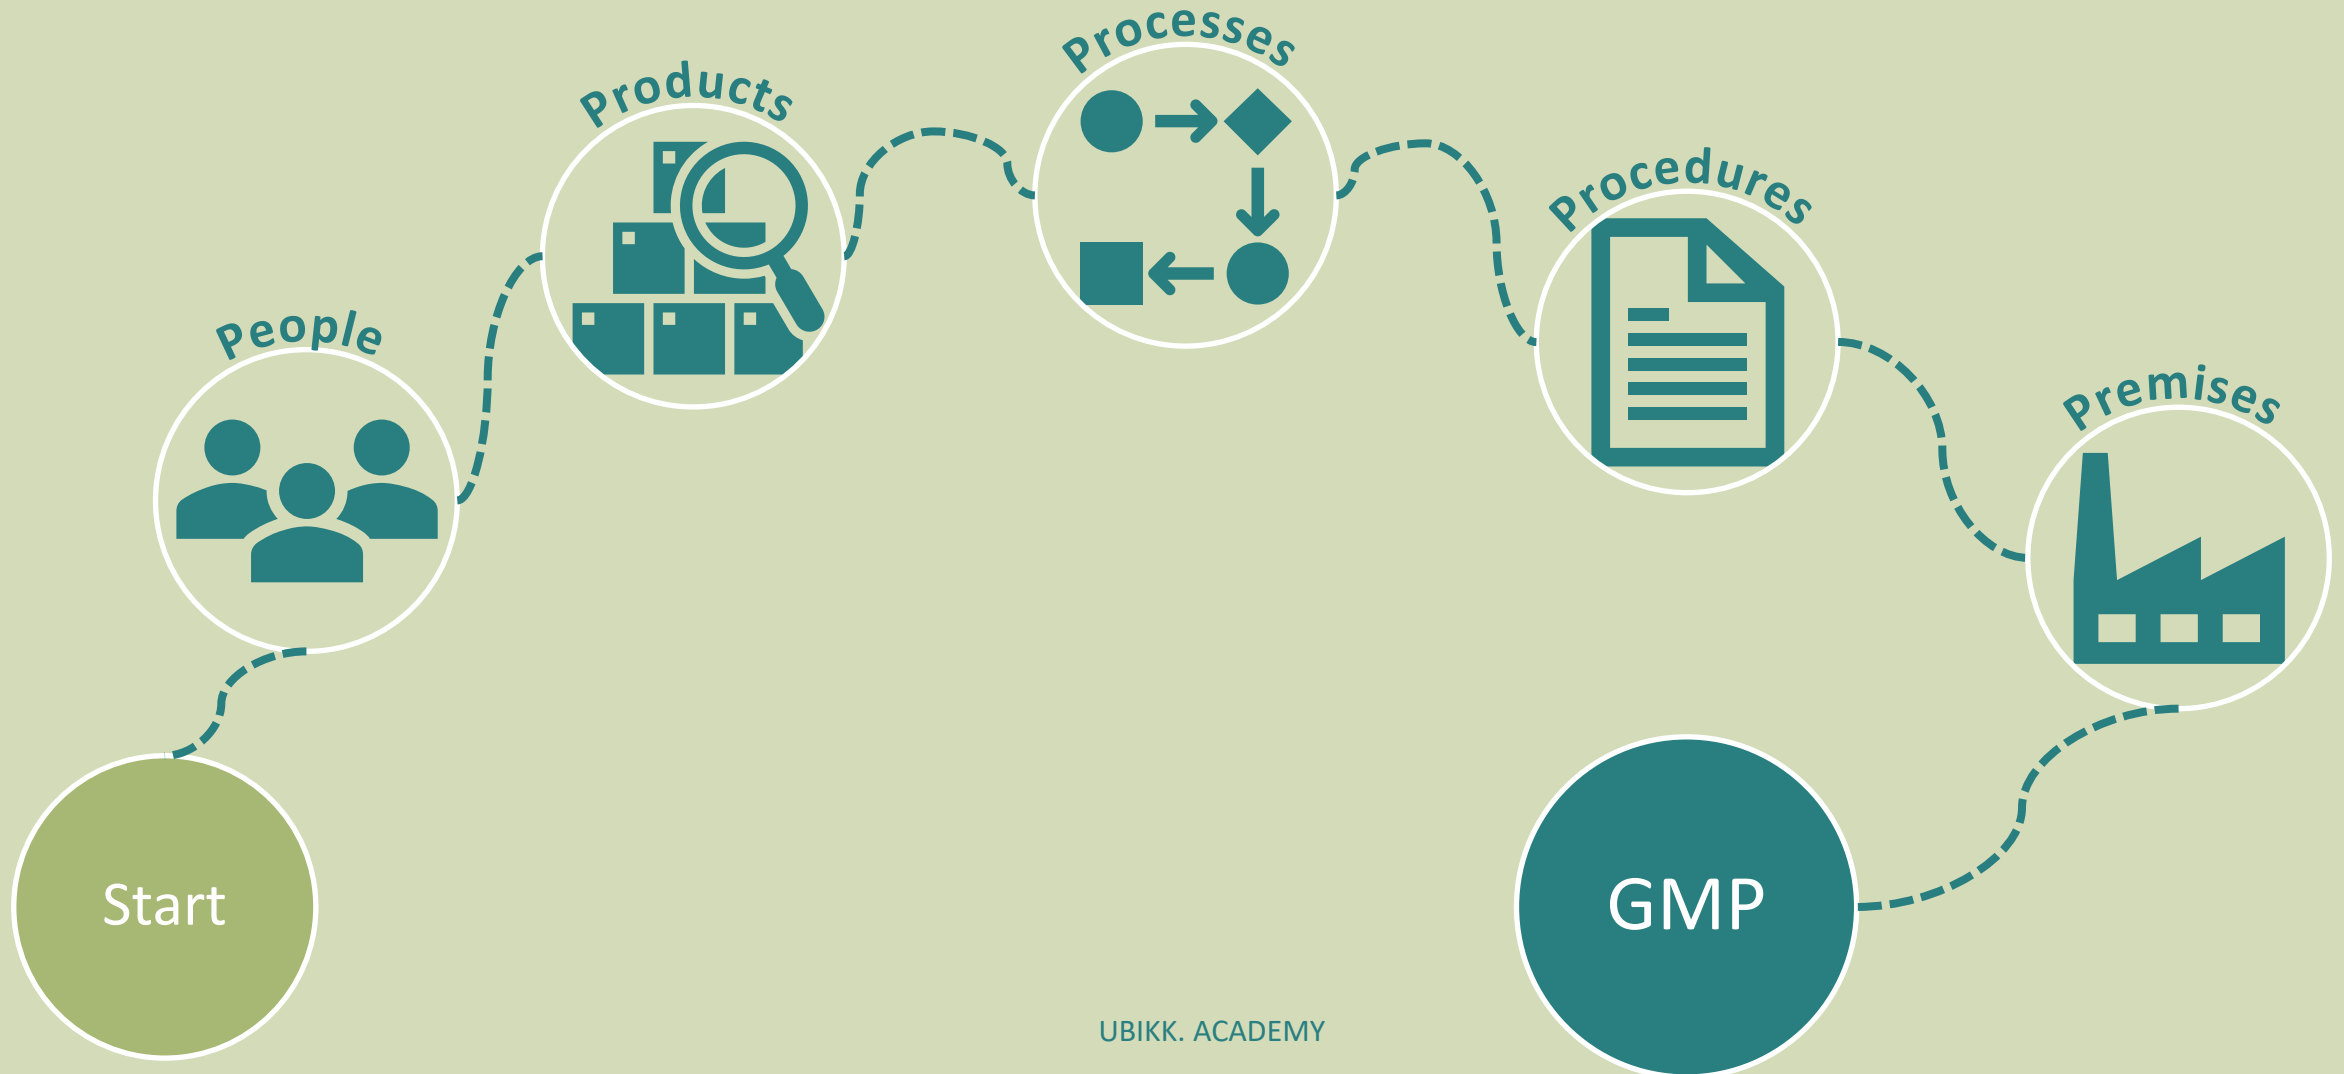 Start
People
Products
Processes
Procedures
Premises
GMP
UBIKK. ACADEMY